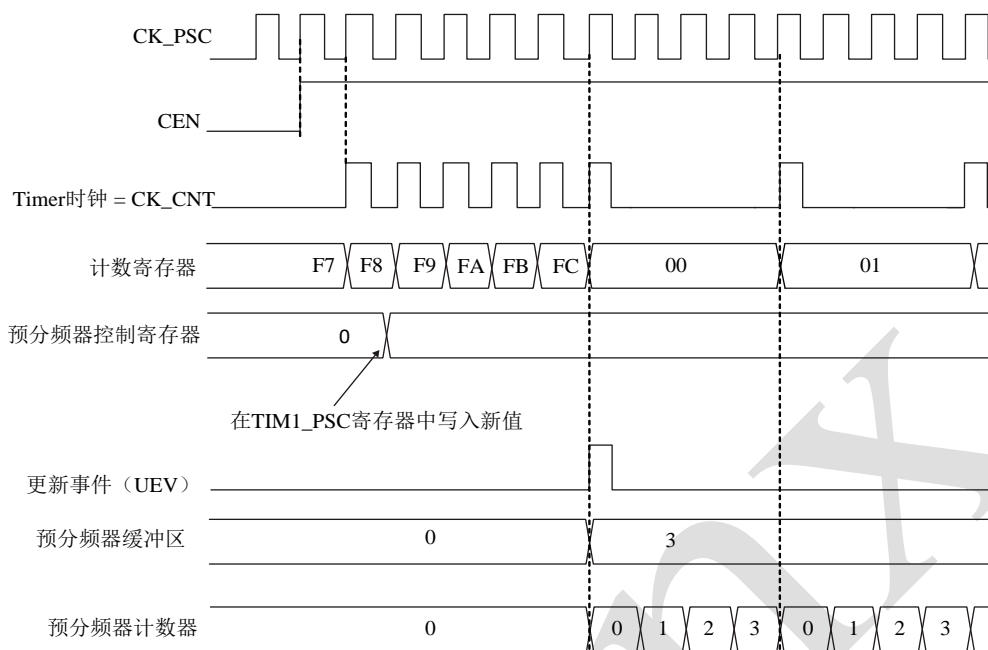 CK_PSC
CEN
Timer时钟 = CK_CNT
计数寄存器 F7 F8 F9 FA FB FC 00 01
预分频器控制寄存器 0
在TIM1_PSC寄存器中写入新值
更新事件（UEV）
预分频器缓冲区 0 3
预分频器计数器 0 0 1 2 3 0 1 2 3